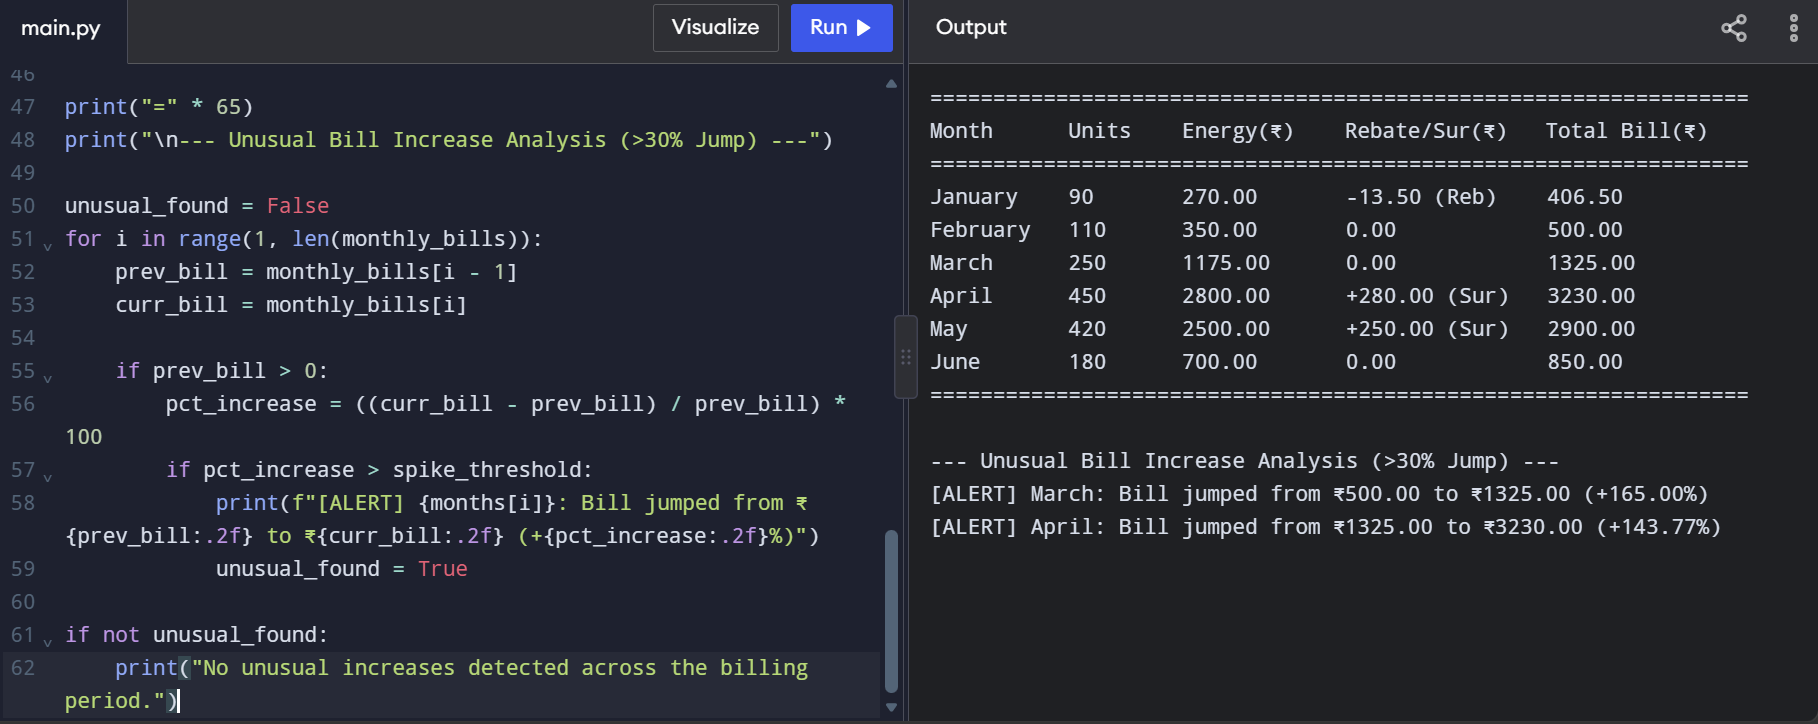 main.py
Visualize
Run
46
47 print("=" * 65)
48 print("\n--- Unusual Bill Increase Analysis (>30% Jump) ---")
49
50 unusual_found = False
51 for i in range(1, len(monthly_bills)):
52     prev_bill = monthly_bills[i - 1]
53     curr_bill = monthly_bills[i]
54
55     if prev_bill > 0:
56         pct_increase = ((curr_bill - prev_bill) / prev_bill) *
100
57         if pct_increase > spike_threshold:
58             print(f"[ALERT] {months[i]}: Bill jumped from ₹
{prev_bill:.2f} to ₹{curr_bill:.2f} (+{pct_increase:.2f}%)")
59             unusual_found = True
60
61 if not unusual_found:
62     print("No unusual increases detected across the billing
period.")
Output
=================================================================
Month      Units    Energy(₹)    Rebate/Sur(₹)   Total Bill(₹)
=================================================================
January    90       270.00       -13.50 (Reb)    406.50
February   110      350.00       0.00            500.00
March      250      1175.00      0.00            1325.00
April      450      2800.00      +280.00 (Sur)   3230.00
May        420      2500.00      +250.00 (Sur)   2900.00
June       180      700.00       0.00            850.00
=================================================================
--- Unusual Bill Increase Analysis (>30% Jump) ---
[ALERT] March: Bill jumped from ₹500.00 to ₹1325.00 (+165.00%)
[ALERT] April: Bill jumped from ₹1325.00 to ₹3230.00 (+143.77%)